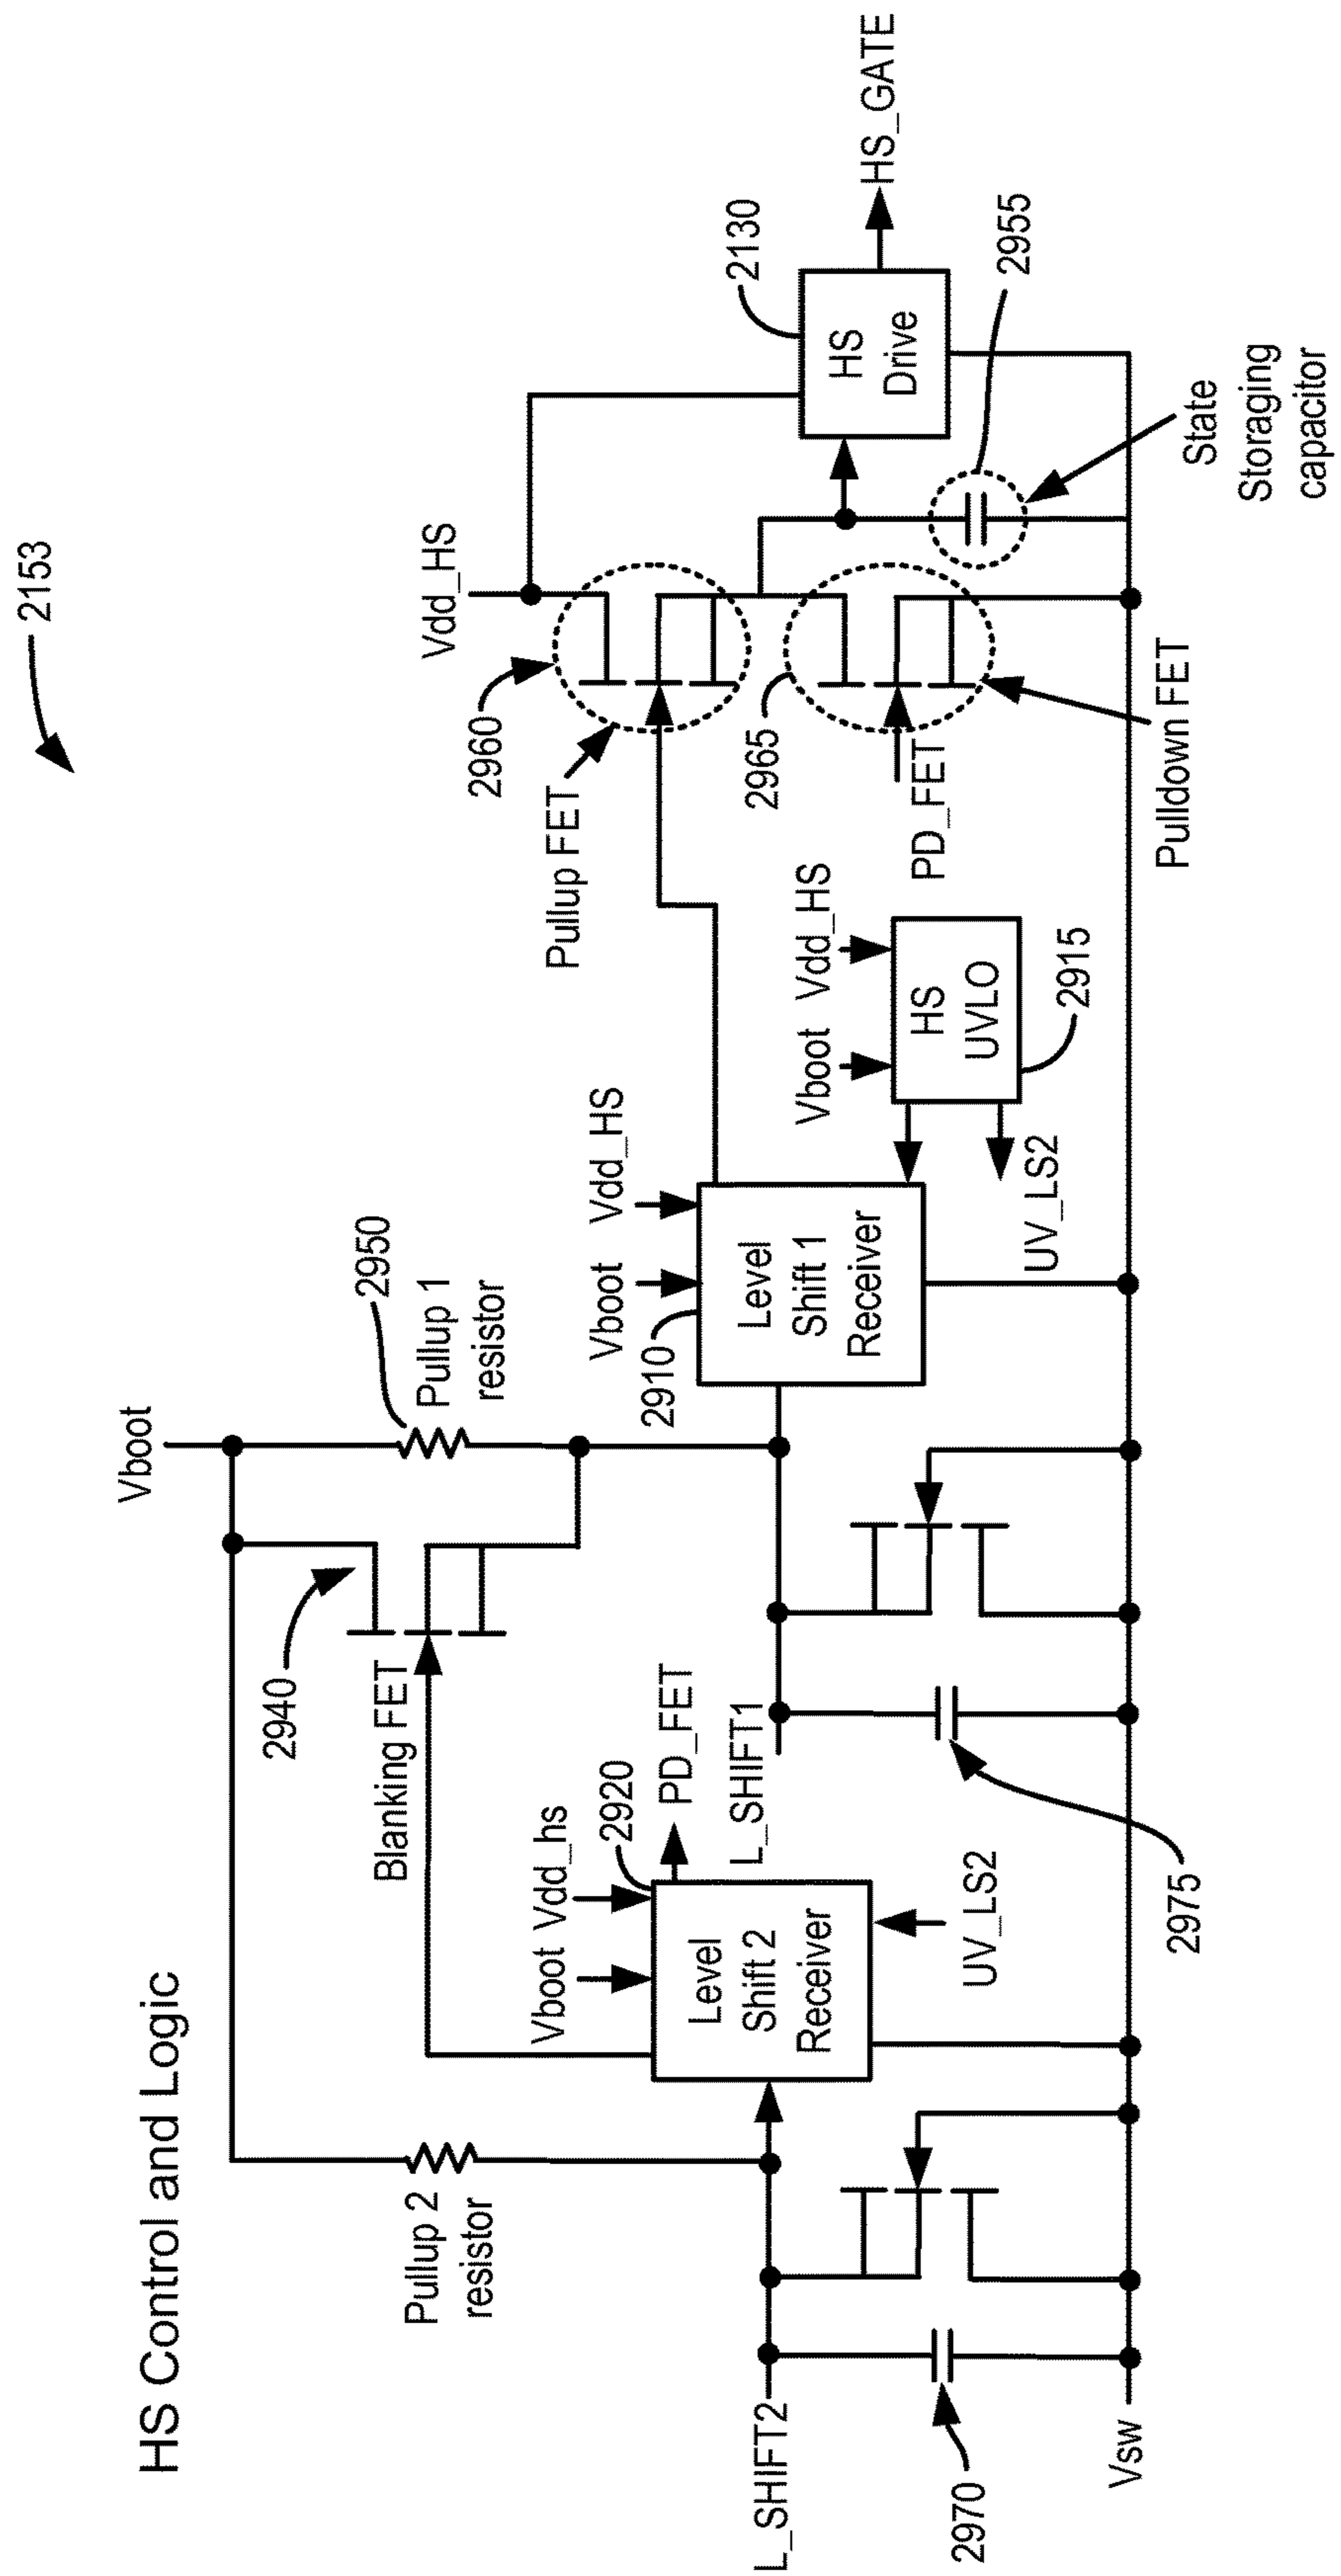 HS Control and Logic
2153
Vboot
Pullup 2
resistor
2940
Blanking FET
2950
Pullup 1
resistor
Vboot
Vdd_hs
2920
PD_FET
Level
Shift 2
Receiver
UV_LS2
L_SHIFT2
L_SHIFT1
2970
2975
Vsw
Vboot
Vdd_HS
2910
Level
Shift 1
Receiver
Vboot
Vdd_HS
HS
UVLO
2915
UV_LS2
Vdd_HS
2960
Pullup FET
2965
PD_FET
Pulldown FET
2130
HS
Drive
HS_GATE
2955
State
Storaging
capacitor